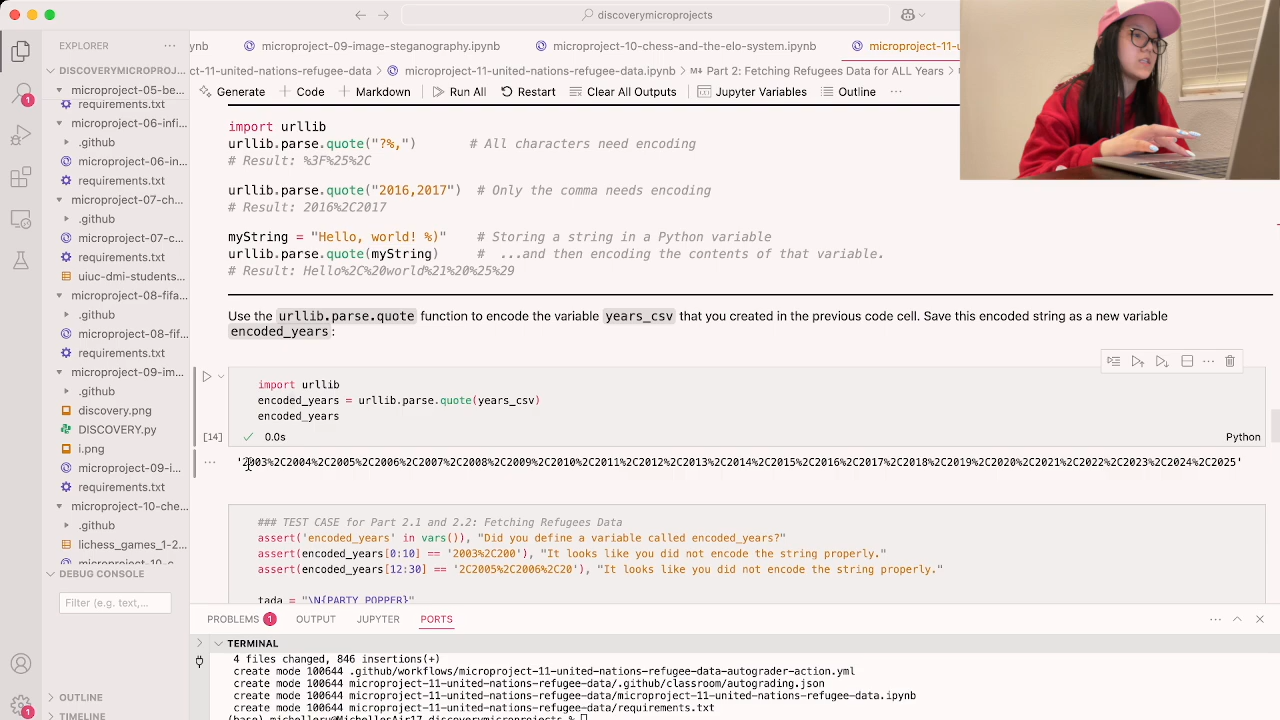 discoverymicroprojects
EXPLORER
ynb
microproject-09-image-steganography.ipynb
microproject-10-chess-and-the-elo-system.ipynb
microproject-11-u
DISCOVERYMICROPROJ...
ct-11-united-nations-refugee-data > microproject-11-united-nations-refugee-data.ipynb > M↓ Part 2: Fetching Refugees Data for ALL Years >
microproject-05-be...
requirements.txt
microproject-06-infi...
.github
microproject-06-in...
requirements.txt
microproject-07-ch...
.github
microproject-07-c...
requirements.txt
uiuc-dmi-students...
microproject-08-fifa...
.github
microproject-08-fif...
requirements.txt
microproject-09-im...
.github
discovery.png
DISCOVERY.py
i.png
microproject-09-i...
requirements.txt
microproject-10-che...
.github
lichess_games_1-2...
DEBUG CONSOLE
Filter (e.g. text,...
OUTLINE
TIMELINE
1
1
Generate + Code + Markdown Run All Restart Clear All Outputs Jupyter Variables Outline ...
import urllib
urllib.parse.quote("?%,") # All characters need encoding
# Result: %3F%25%2C
urllib.parse.quote("2016,2017") # Only the comma needs encoding
# Result: 2016%2C2017
myString = "Hello, world! %)" # Storing a string in a Python variable
urllib.parse.quote(myString) # ...and then encoding the contents of that variable.
# Result: Hello%2C%20world%21%20%25%29
Use the urllib.parse.quote function to encode the variable years_csv that you created in the previous code cell. Save this encoded string as a new variable
encoded_years :
import urllib
encoded_years = urllib.parse.quote(years_csv)
encoded_years
[14] 0.0s Python
'2003%2C2004%2C2005%2C2006%2C2007%2C2008%2C2009%2C2010%2C2011%2C2012%2C2013%2C2014%2C2015%2C2016%2C2017%2C2018%2C2019%2C2020%2C2021%2C2022%2C2023%2C2024%2C2025'
### TEST CASE for Part 2.1 and 2.2: Fetching Refugees Data
assert('encoded_years' in vars()), "Did you define a variable called encoded_years?"
assert(encoded_years[0:10] == '2003%2C200'), "It looks like you did not encode the string properly."
assert(encoded_years[12:30] == '2C2005%2C2006%2C20'), "It looks like you did not encode the string properly."
tada = "\N{PARTY POPPER}"
PROBLEMS 1 OUTPUT JUPYTER PORTS
TERMINAL
4 files changed, 846 insertions(+)
create mode 100644 .github/workflows/microproject-11-united-nations-refugee-data-autograder-action.yml
create mode 100644 microproject-11-united-nations-refugee-data/.github/classroom/autograding.json
create mode 100644 microproject-11-united-nations-refugee-data/microproject-11-united-nations-refugee-data.ipynb
create mode 100644 microproject-11-united-nations-refugee-data/requirements.txt